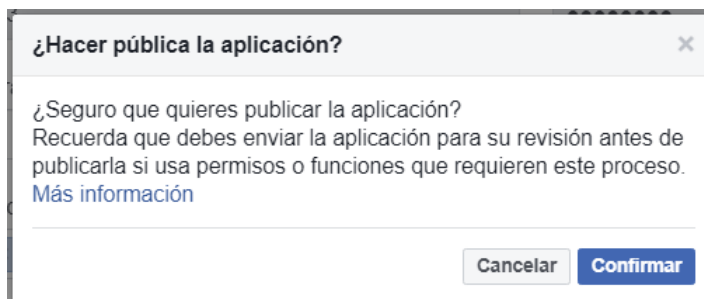 ¿Hacer pública la aplicación?
¿Seguro que quieres publicar la aplicación?
Recuerda que debes enviar la aplicación para su revisión antes de
publicarla si usa permisos o funciones que requieren este proceso.
Más información
Cancelar
Confirmar